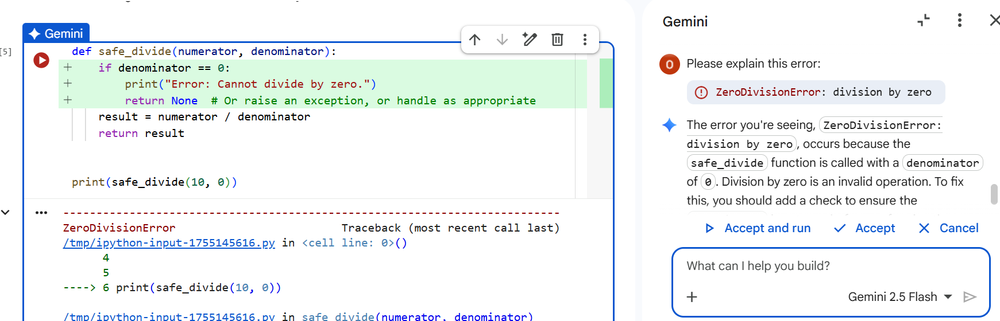 Gemini
[5]
def safe_divide(numerator, denominator):
+ if denominator == 0:
+ print("Error: Cannot divide by zero.")
+ return None # Or raise an exception, or handle as appropriate
result = numerator / denominator
return result
print(safe_divide(10, 0))
---------------------------------------------------------------------------
ZeroDivisionError Traceback (most recent call last)
/tmp/ipython-input-1755145616.py in <cell line: 0>()
4
5
----> 6 print(safe_divide(10, 0))
/tmp/ipython-input-1755145616.py in safe_divide(numerator, denominator)
Gemini
O Please explain this error:
ZeroDivisionError: division by zero
The error you're seeing, ZeroDivisionError:
division by zero, occurs because the
safe_divide function is called with a denominator
of 0. Division by zero is an invalid operation. To fix
this, you should add a check to ensure the
Accept and run Accept Cancel
What can I help you build?
Gemini 2.5 Flash